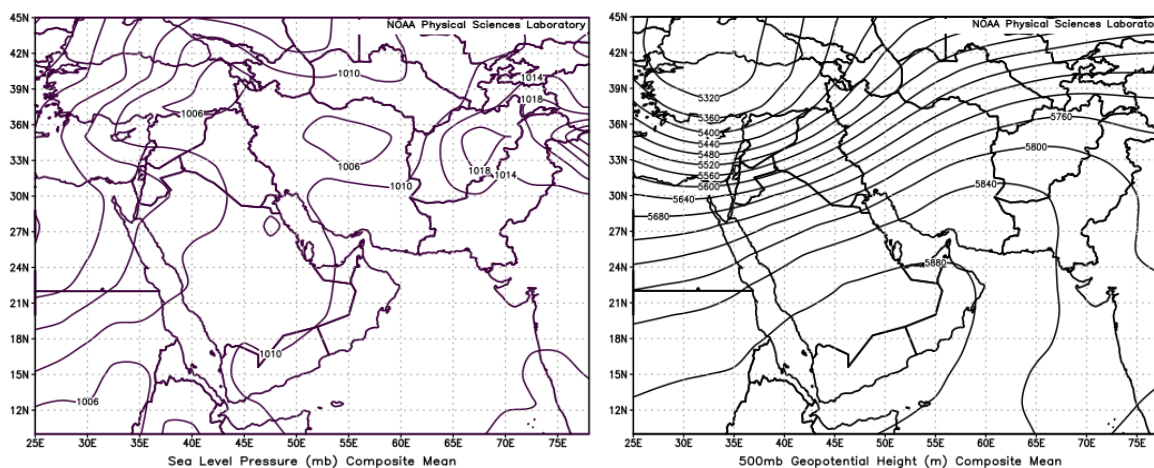 NOAA Physical Sciences Laboratory
45N
42N
39N
36N
33N
30N
27N
24N
21N
18N
15N
12N
1010
1014
1018
1006
1006
1018
1014
1010
1010
1006
25E 30E 35E 40E 45E 50E 55E 60E 65E 70E 75E
Sea Level Pressure (mb) Composite Mean
NOAA Physical Sciences Laborato
45N
42N
39N
36N
33N
30N
27N
24N
21N
18N
15N
12N
5320
5360
5400
5440
5480
5520
5560
5600
5640
5680
5760
5800
5840
5880
25E 30E 35E 40E 45E 50E 55E 60E 65E 70E 75E
500mb Geopotential Height (m) Composite Mean